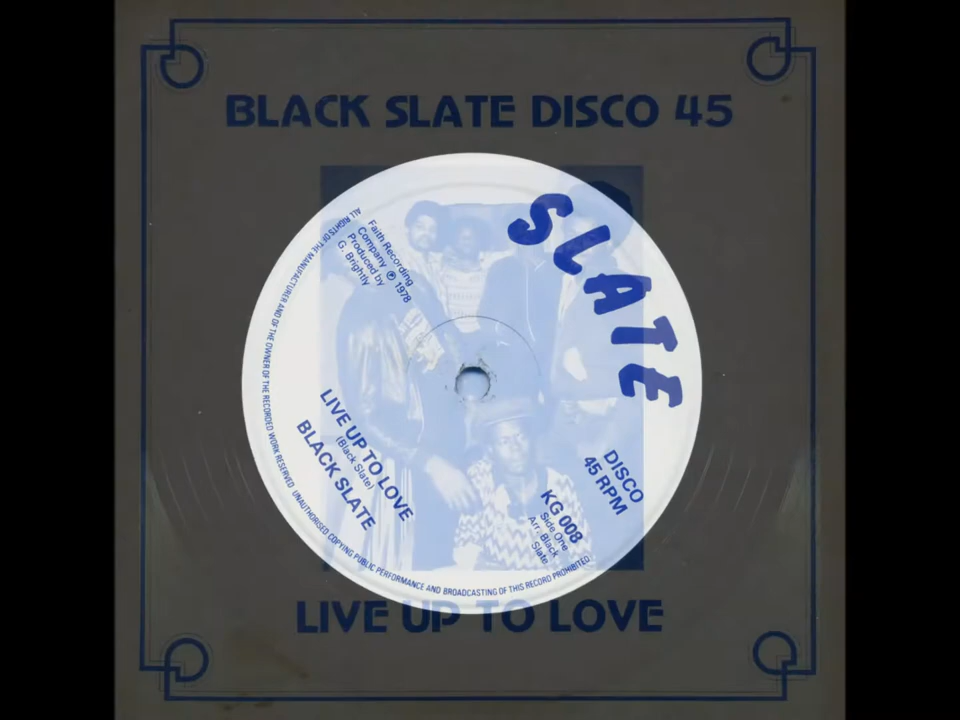 BLACK SLATE DISCO 45
SLATE
ALL RIGHTS OF THE MANUFACTURER AND OF THE OWNER OF THE RECORDED WORK RESERVED. UNAUTHORISED COPYING PUBLIC PERFORMANCE AND BROADCASTING OF THIS RECORD PROHIBITED
Faith Recording
Company ℗ 1978
Produced by
G. Brightly
LIVE UP TO LOVE
(Black Slate)
BLACK SLATE
DISCO
45 RPM
KG 008
Side One
Arr. Black
Slate
LIVE UP TO LOVE